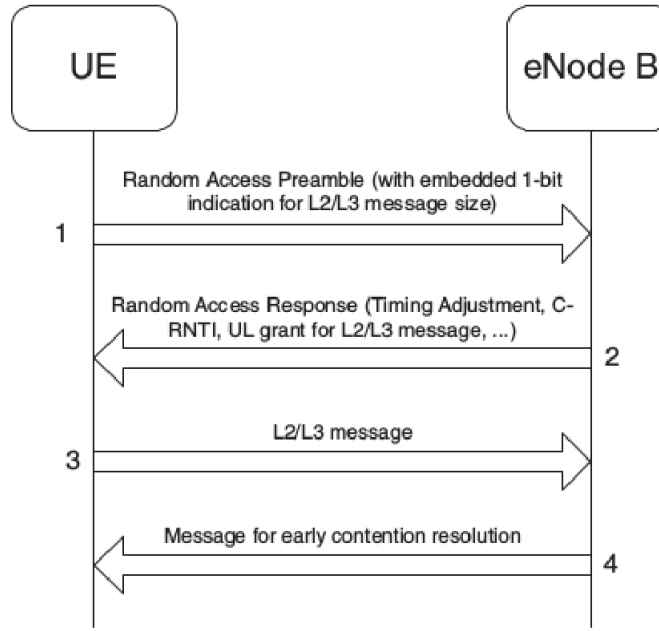 UE
eNode B
Random Access Preamble (with embedded 1-bit
indication for L2/L3 message size)
1
Random Access Response (Timing Adjustment, C-
RNTI, UL grant for L2/L3 message, ...)
2
L2/L3 message
3
Message for early contention resolution
4